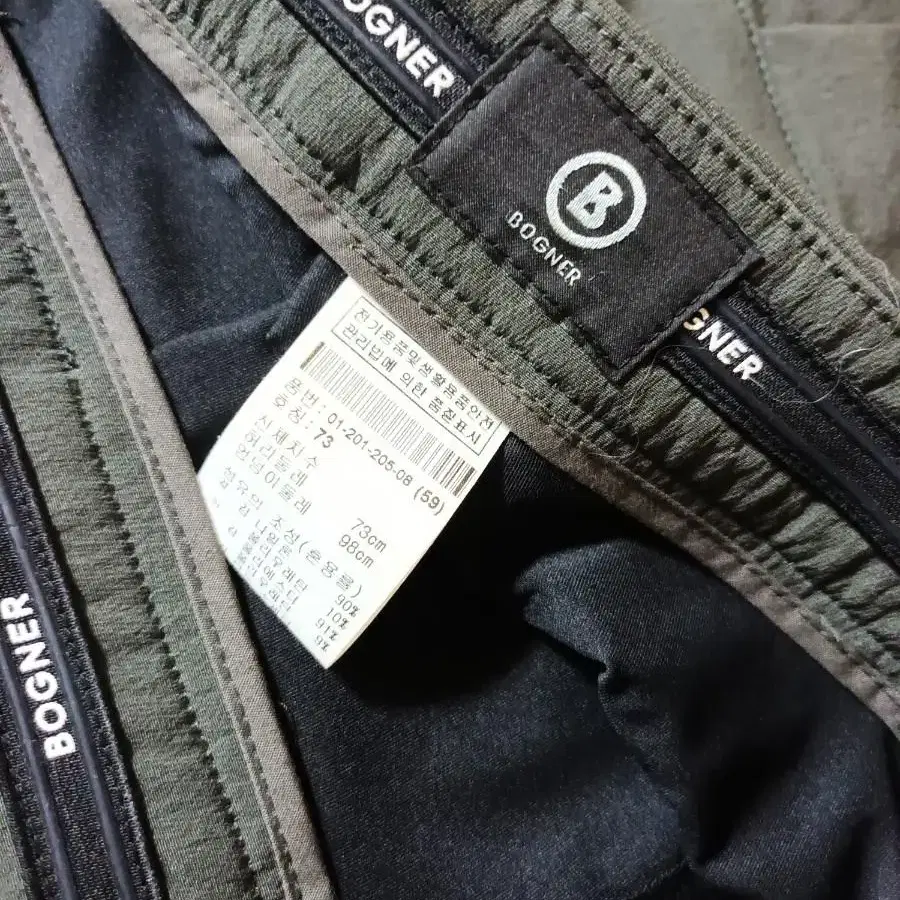 BOGNER
B
BOGNER
GNER
전기용품및생활용품안전
관리법에 의한 품질표시
품번: 01-201-205-08 (59)
호칭: 73
신체치수
허리둘레 73cm
엉덩이둘레 98cm
섬유의 조성(혼용율)
90%
10%
BOGNER